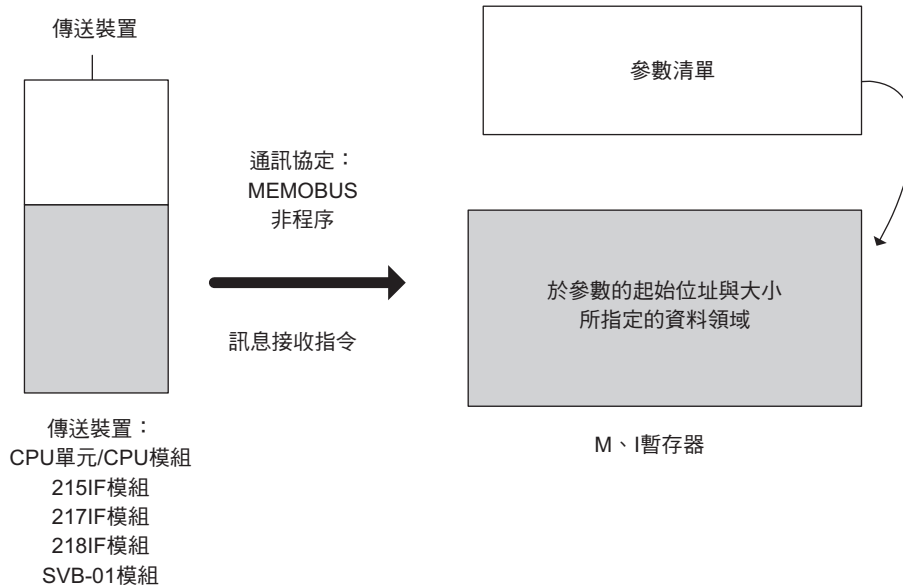 傳送裝置
參數清單
通訊協定：
MEMOBUS
非程序
於參數的起始位址與大小
所指定的資料領域
訊息接收指令
M、I暫存器
傳送裝置：
CPU單元/CPU模組
215IF模組
217IF模組
218IF模組
SVB-01模組